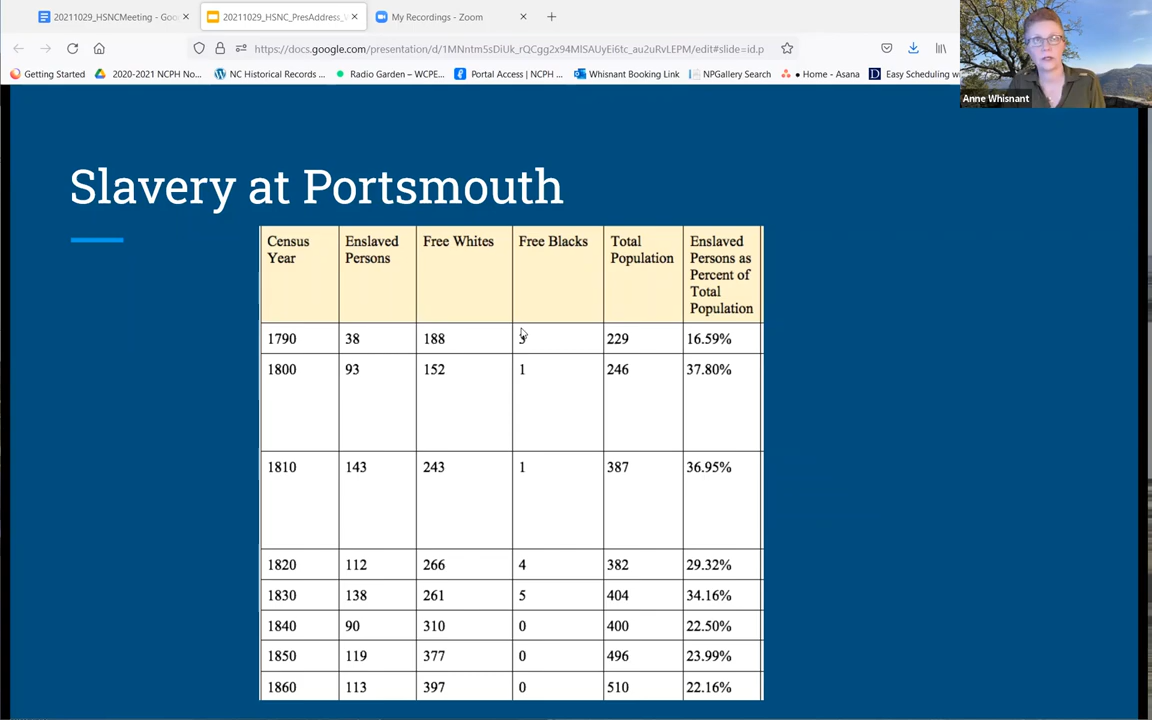 20211029_HSNCMeeting - Goo
20211029_HSNC_PresAddress_
My Recordings - Zoom
https://docs.google.com/presentation/d/1MNntm5sDiUk_rQCgg2x94MISAUyEi6tc_au2uRvLEPM/edit#slide=id.p
Getting Started
2020-2021 NCPH No...
NC Historical Records ...
Radio Garden – WCPE...
Portal Access | NCPH ...
Whisnant Booking Link
NPGallery Search
• Home - Asana
Easy Scheduling
Anne Whisnant
Slavery at Portsmouth
Census Year Enslaved Persons Free Whites Free Blacks Total Population Enslaved Persons as Percent of Total Population
1790 38 188 229 16.59%
1800 93 152 1 246 37.80%
1810 143 243 1 387 36.95%
1820 112 266 4 382 29.32%
1830 138 261 5 404 34.16%
1840 90 310 0 400 22.50%
1850 119 377 0 496 23.99%
1860 113 397 0 510 22.16%